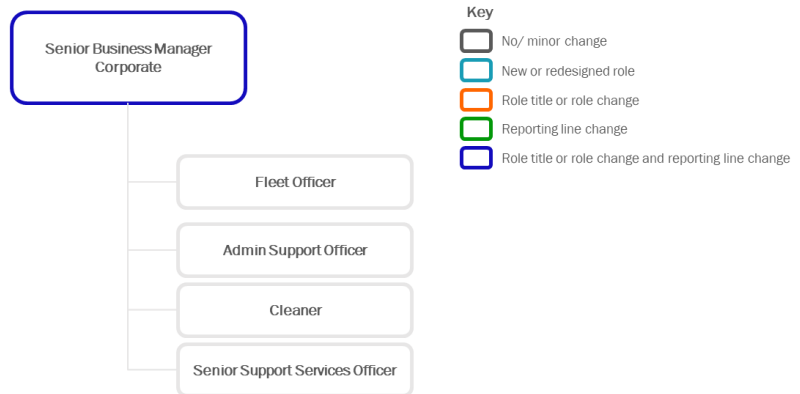 Senior Business Manager
Corporate
Fleet Officer
Admin Support Officer
Cleaner
Senior Support Services Officer
Key
No/ minor change
New or redesigned role
Role title or role change
Reporting line change
Role title or role change and reporting line change